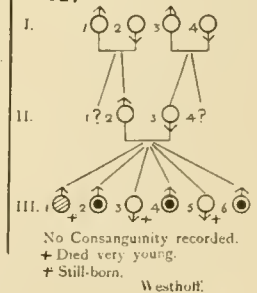 I. 1 2 3 4
II. 1? 2 3 4?
III. 1 + 2 3 + 4 5 + 6
No Consanguinity recorded.
+ Died very young.
† Still-born.
Westhoff.